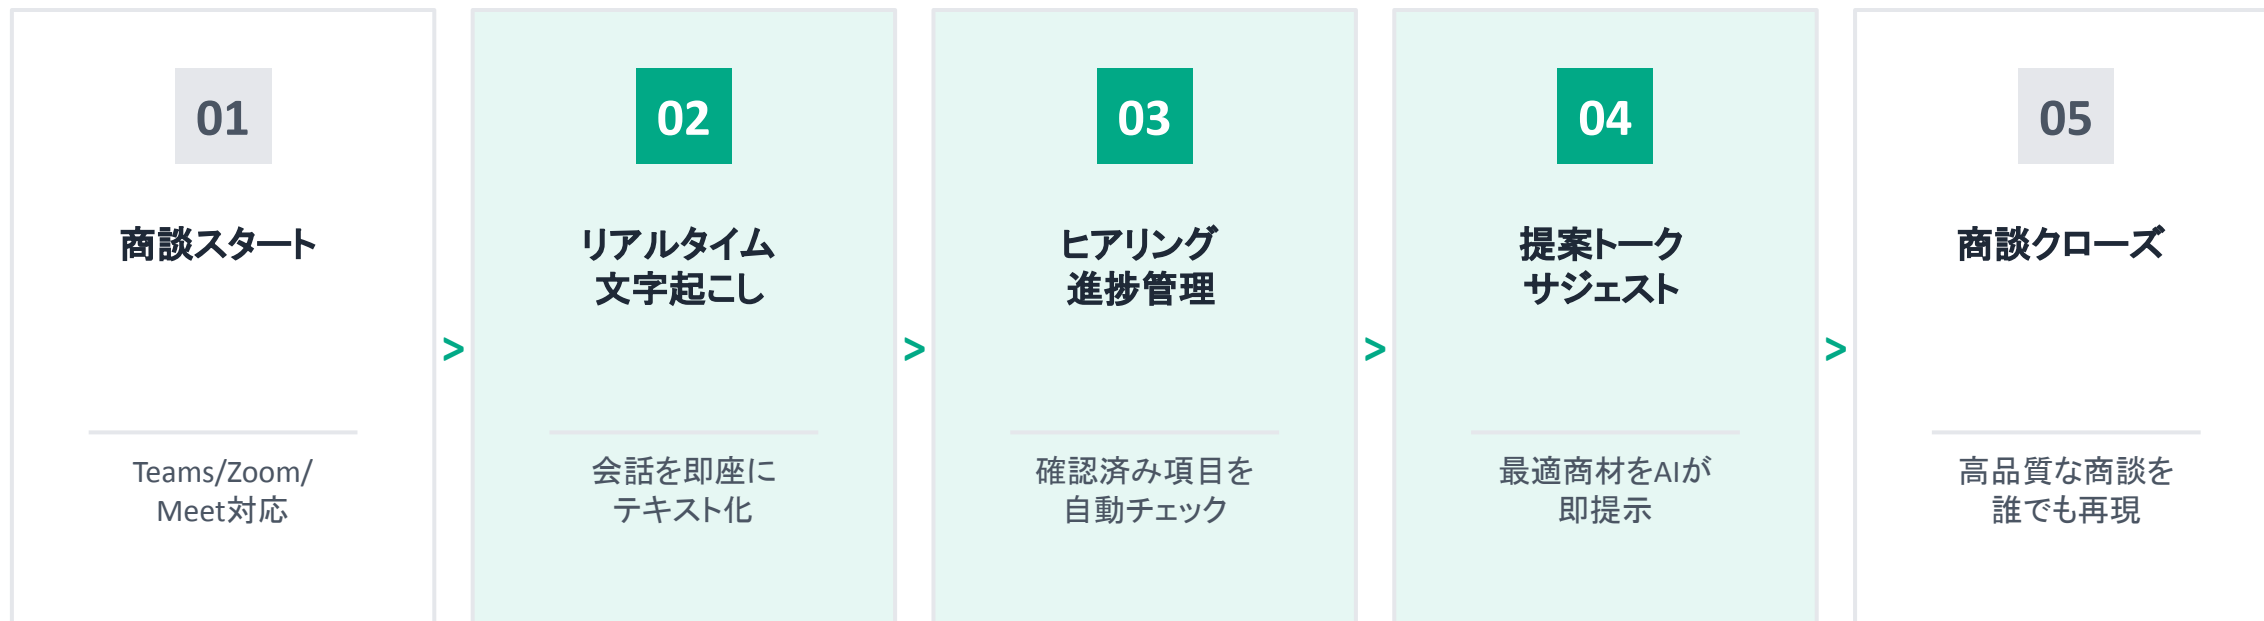 01
商談スタート
Teams/Zoom/
Meet対応
>
02
リアルタイム
文字起こし
会話を即座に
テキスト化
>
03
ヒアリング
進捗管理
確認済み項目を
自動チェック
>
04
提案トーク
サジェスト
最適商材をAIが
即提示
>
05
商談クローズ
高品質な商談を
誰でも再現